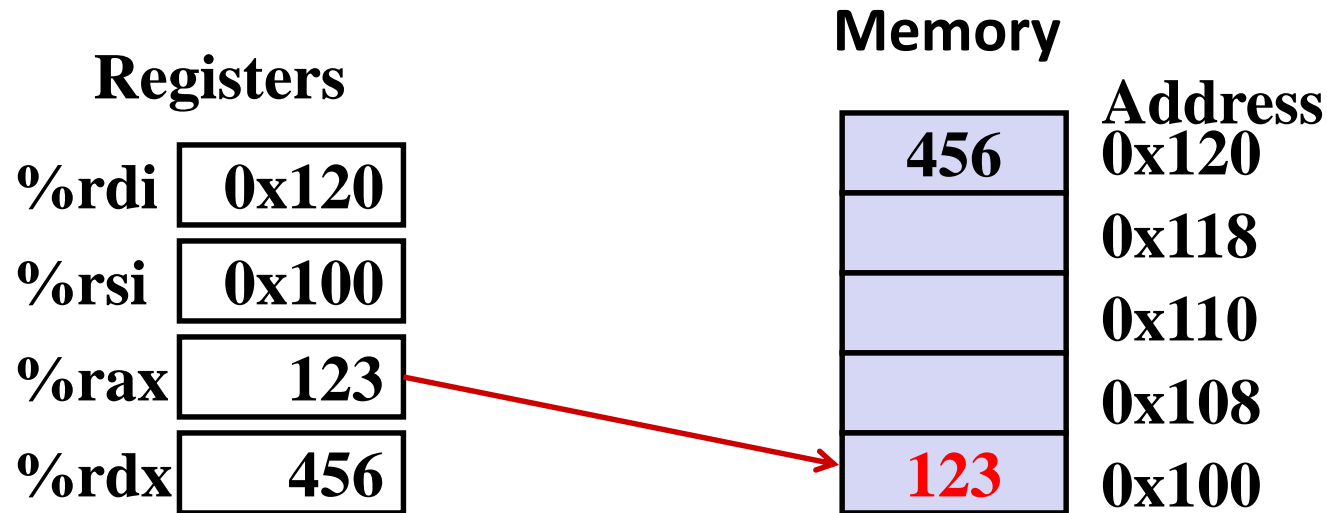 Memory
Registers
Address
%rdi 0x120
456 0x120
%rsi 0x100
0x118
0x110
%rax 123
0x108
%rdx 456
123 0x100